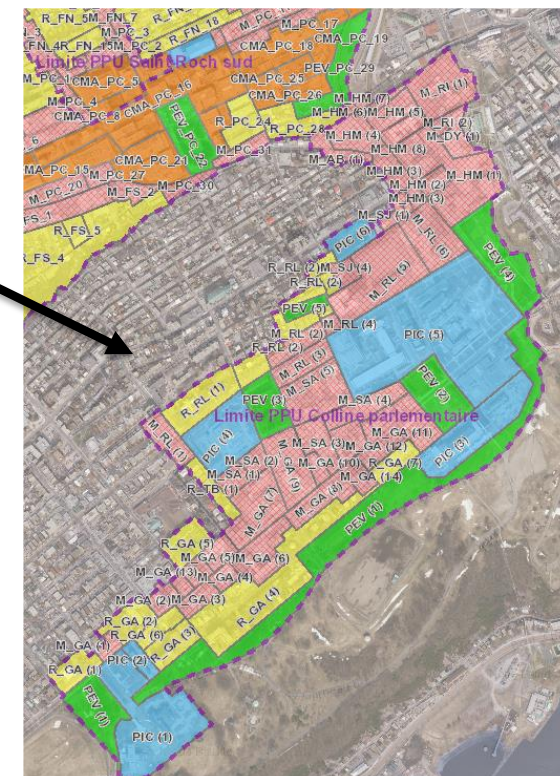 R_FN_5
M_FN_7
R_FN_18
M_PC_17
M_PC_3
CMA_PC_19
R_FN_15
M_PC_2
CMA_PC_18
Limite PPU Saint-Roch sud
CMA_PC_5
CMA_PC_16
CMA_PC_25
PEV_PC_29
M_PC_4
CMA_PC_26
CMA_PC_8
PEV_PC_22
R_PC_24
R_PC_28
M_HM (7)
M_RI (1)
M_HM (6)
M_HM (5)
M_HM (4)
M_RI (2)
M_DY (1)
M_HM (8)
CMA_PC_21
M_PC_31
M_AB (1)
CMA_PC_15
M_PC_27
M_HM (3)
M_HM (1)
M_PC_20
M_FS_2
M_PC_30
M_HM (2)
M_HM (3)
FS_1
M_SJ (1)
R_FS_5
PIC (6)
R_FS_4
M_RL (6)
PEV (4)
R_RL (2)
M_SJ (4)
R_RL (2)
M_RL (5)
PEV (5)
M_RL (4)
PIC (5)
M_RL (2)
R_RL (2)
M_RL (3)
M_SA (5)
R_RL (1)
PEV (3)
M_SA (4)
PEV (2)
Limite PPU Colline parlementaire
M_RL (1)
PIC (4)
M_GA (11)
M_SA (3)
M_GA (12)
PIC (3)
M_SA (2)
M_GA (10)
R_GA (7)
M_SA (1)
M_GA (9)
M_GA (14)
R_TB (1)
M_GA (7)
M_GA (8)
PEV (1)
R_GA (5)
M_GA (5)
M_GA (6)
M_GA (13)
M_GA (4)
M_GA (2)
M_GA (3)
R_GA (4)
R_GA (2)
M_GA (1)
R_GA (6)
R_GA (3)
R_GA (1)
PIC (2)
PIC (1)